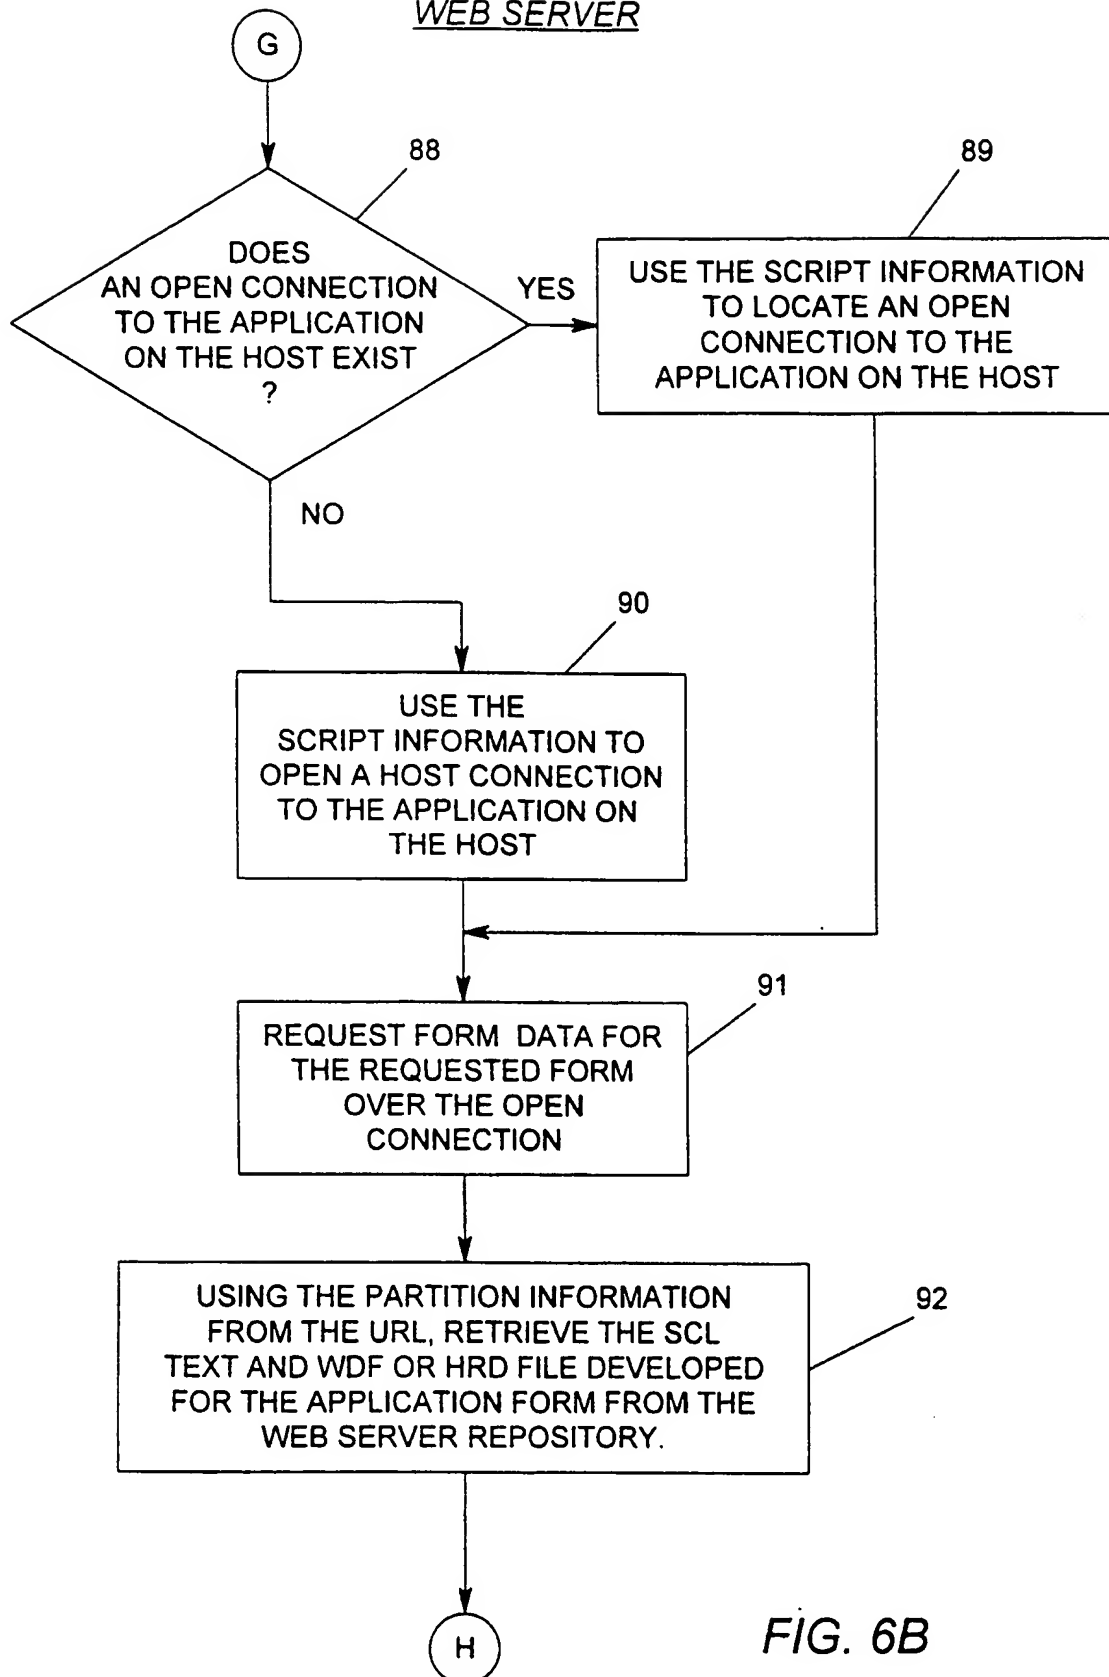 WEB SERVER
G
88
89
DOES
AN OPEN CONNECTION
TO THE APPLICATION
ON THE HOST EXIST
?
YES
USE THE SCRIPT INFORMATION
TO LOCATE AN OPEN
CONNECTION TO THE
APPLICATION ON THE HOST
NO
90
USE THE
SCRIPT INFORMATION TO
OPEN A HOST CONNECTION
TO THE APPLICATION ON
THE HOST
91
REQUEST FORM DATA FOR
THE REQUESTED FORM
OVER THE OPEN
CONNECTION
92
USING THE PARTITION INFORMATION
FROM THE URL, RETRIEVE THE SCL
TEXT AND WDF OR HRD FILE DEVELOPED
FOR THE APPLICATION FORM FROM THE
WEB SERVER REPOSITORY.
H
FIG. 6B